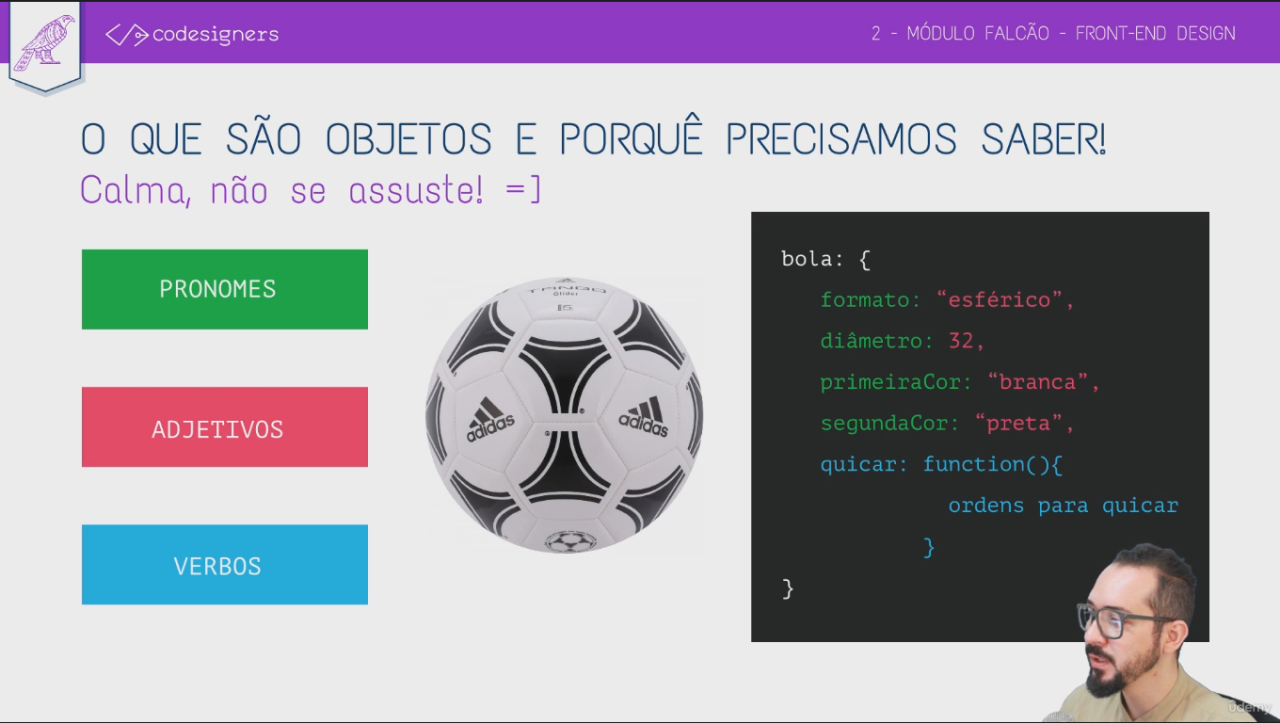 codesigners
2 - MÓDULO FALCÃO - FRONT-END DESIGN
O QUE SÃO OBJETOS E PORQUÊ PRECISAMOS SABER!
Calma, não se assuste! =]
PRONOMES
ADJETIVOS
VERBOS
TANGO
Glider
adidas
adidas
bola: {
formato: “esférico”,
diâmetro: 32,
primeiraCor: “branca”,
segundaCor: “preta”,
quicar: function(){
ordens para quicar
}
}
udemy